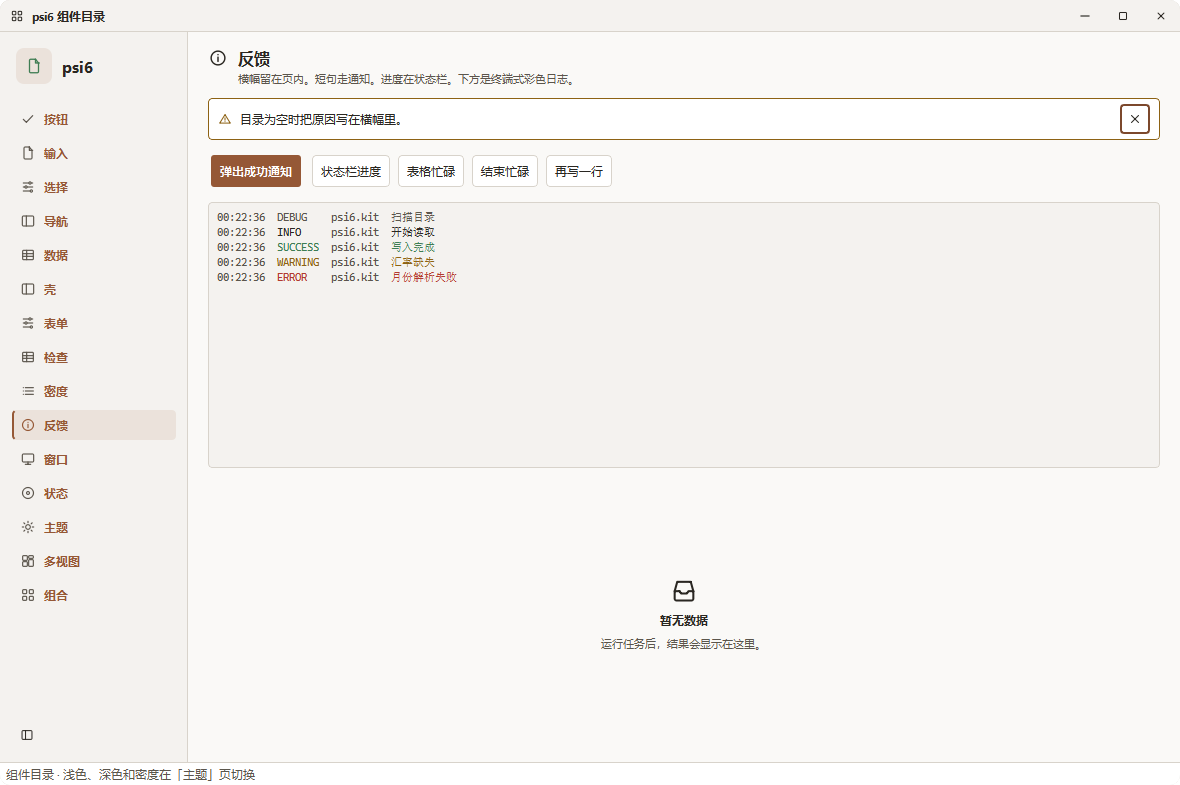 psi6 组件目录
psi6
按钮
输入
选择
导航
数据
壳
表单
检查
密度
反馈
窗口
状态
主题
多视图
组合
反馈
横幅留在页内。短句走通知。进度在状态栏。下方是终端式彩色日志。
目录为空时把原因写在横幅里。
弹出成功通知 状态栏进度 表格忙碌 结束忙碌 再写一行
00:22:36 DEBUG psi6.kit 扫描目录
00:22:36 INFO psi6.kit 开始读取
00:22:36 SUCCESS psi6.kit 写入完成
00:22:36 WARNING psi6.kit 汇率缺失
00:22:36 ERROR psi6.kit 月份解析失败
暂无数据
运行任务后，结果会显示在这里。
组件目录 · 浅色、深色和密度在「主题」页切换